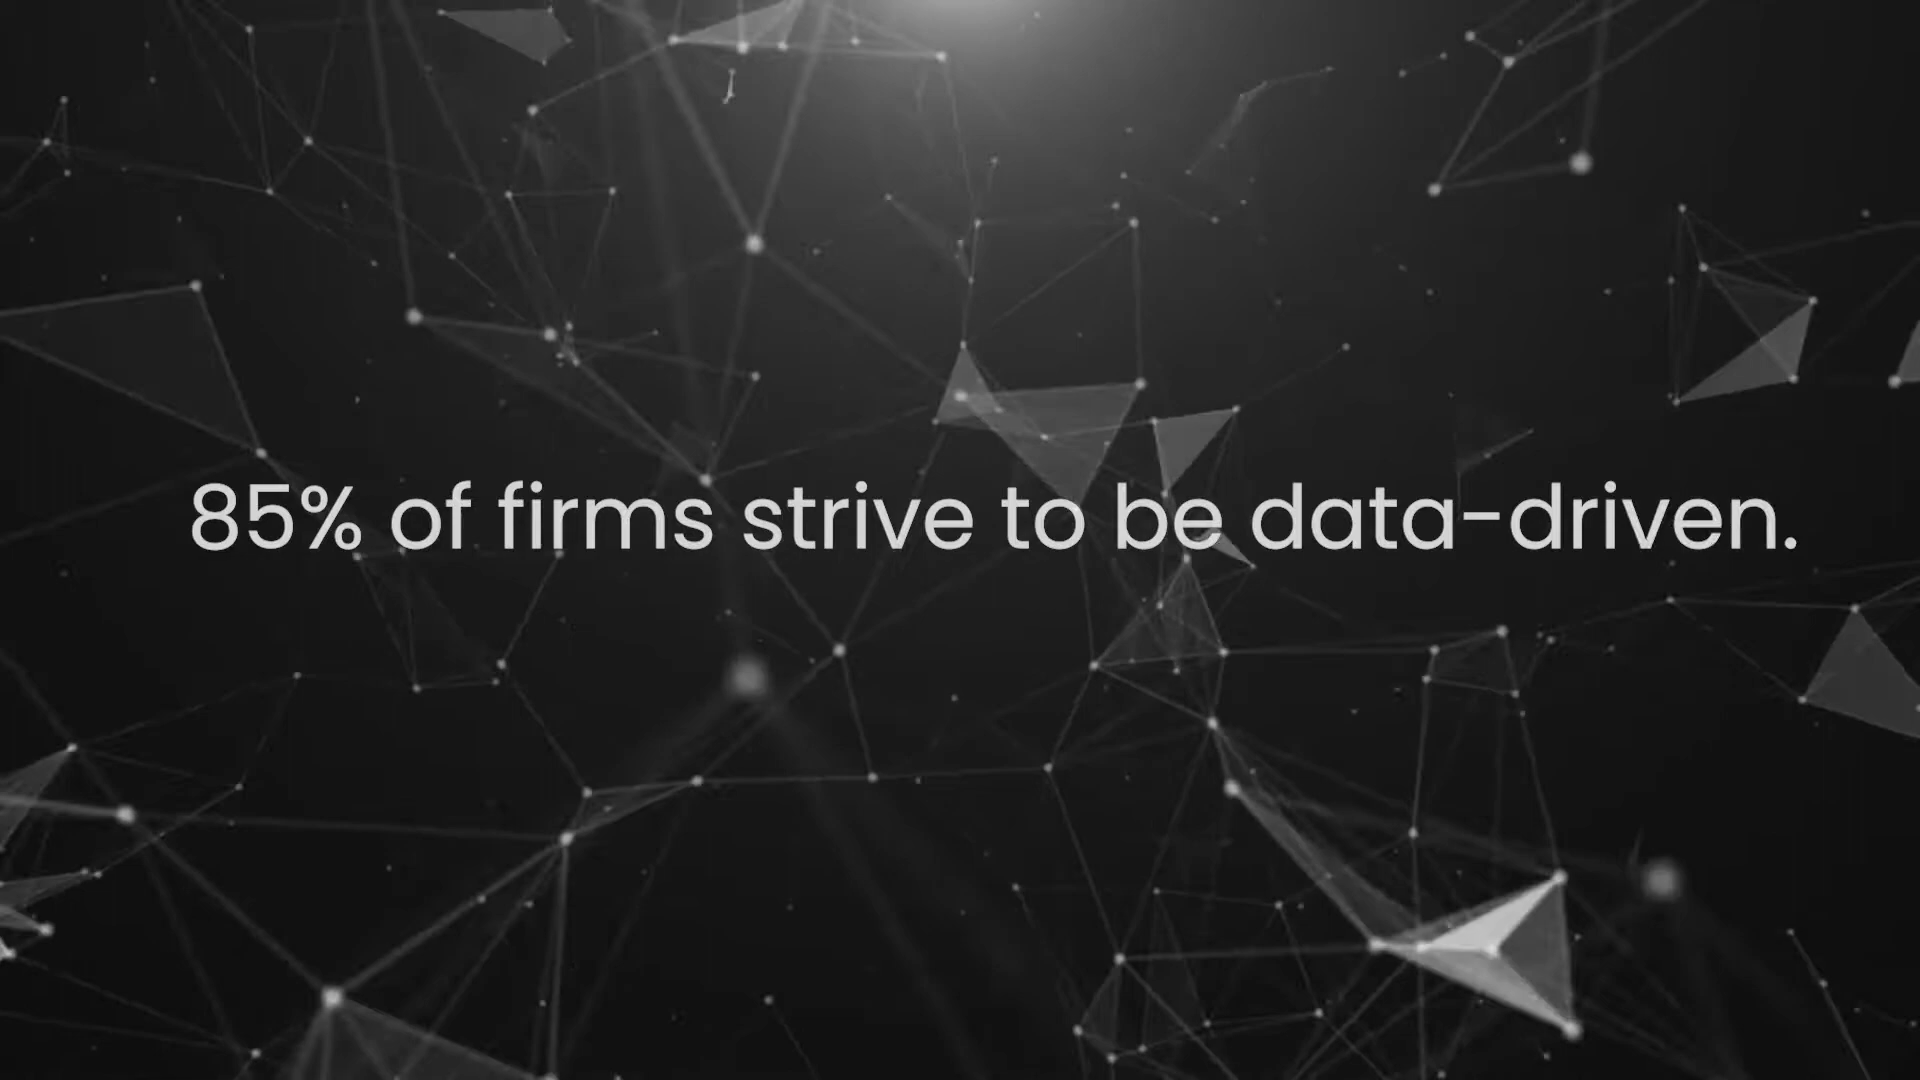 85% of firms strive to be data-driven.